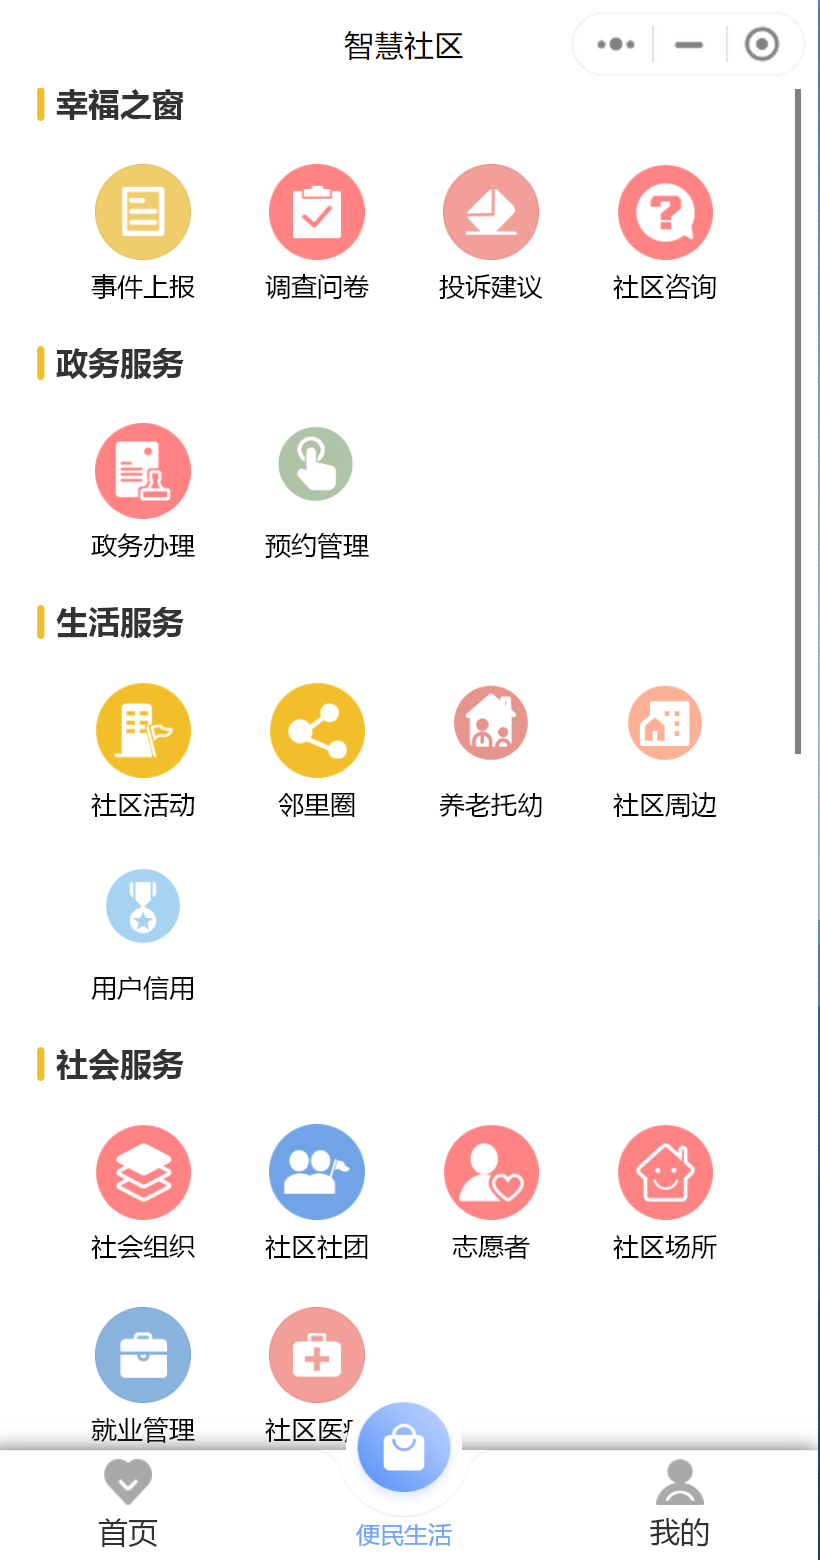 智慧社区
幸福之窗
事件上报 调查问卷 投诉建议 社区咨询
政务服务
政务办理 预约管理
生活服务
社区活动 邻里圈 养老托幼 社区周边
用户信用
社会服务
社会组织 社区社团 志愿者 社区场所
就业管理 社区医
首页 便民生活 我的